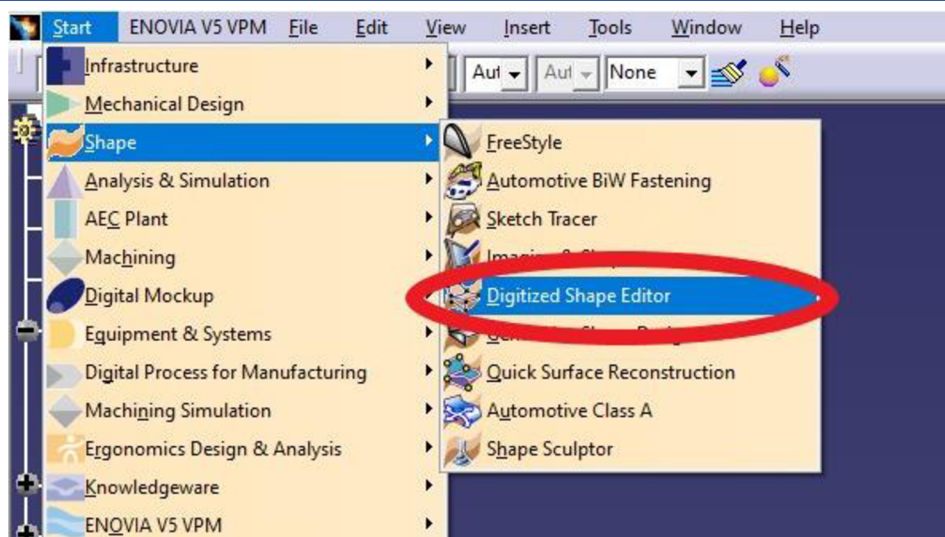 Start ENOVIA V5 VPM File Edit View Insert Tools Window Help
Aut Aut None
Infrastructure
Mechanical Design
Shape
Analysis & Simulation
AEC Plant
Machining
Digital Mockup
Equipment & Systems
Digital Process for Manufacturing
Machining Simulation
Ergonomics Design & Analysis
Knowledgeware
ENOVIA V5 VPM
FreeStyle
Automotive BiW Fastening
Sketch Tracer
Digitized Shape Editor
Quick Surface Reconstruction
Automotive Class A
Shape Sculptor